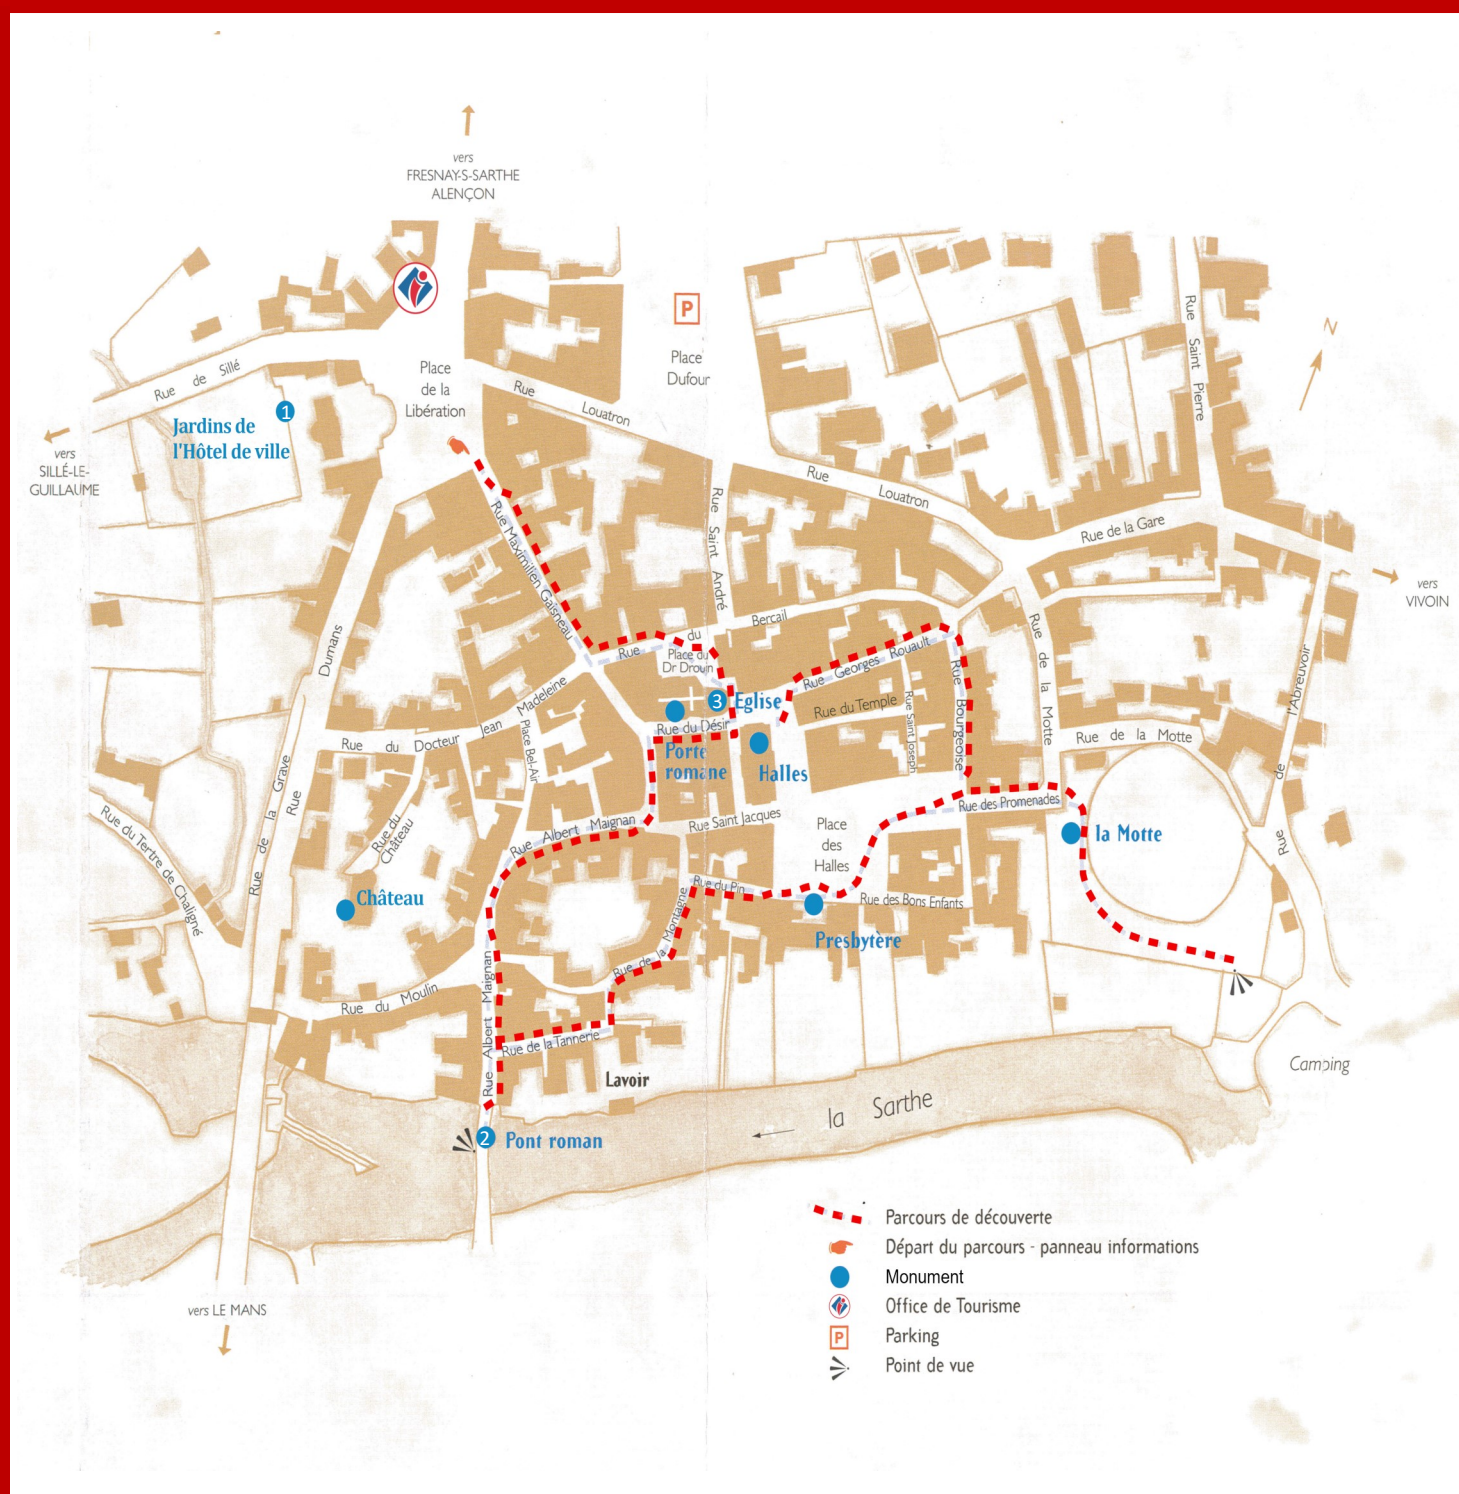 vers
FRESNAY-S-SARTHE
ALENÇON
P
Place
Dufour
Place
de la
Libération
Rue de Sillé
Rue Louatron
Rue Saint Pierre
N
Jardins de
l'Hôtel de ville
1
vers
SILLÉ-LE-
GUILLAUME
Rue Louatron
Rue de la Gare
vers
VIVOIN
Rue Maximilien Gaisneau
Rue Saint André
Rue du Bercail
Place du
Dr Drouin
Rue Georges Rouault
Rue de la Motte
Rue de l'Abreuvoir
Rue Dumans
Rue du Docteur Jean Madeleine
Place Bel-Air
3
Eglise
Rue du Désir
Porte
romane
Halles
Rue du Temple
Rue Saint Joseph
Rue Bourgeoise
Rue de la Motte
Rue de la Grave
Rue du Tertre de Chaligné
Rue du
Château
Rue Albert Maignan
Rue Saint Jacques
Place
des
Halles
Rue des Promenades
la Motte
Château
Rue du Pin
Rue des Bons Enfants
Presbytère
Rue de la Montagne
Rue du Moulin
Rue Albert Maignan
Rue de la Tannerie
Lavoir
Camping
la Sarthe
2
Pont roman
Parcours de découverte
Départ du parcours - panneau informations
Monument
Office de Tourisme
P
Parking
Point de vue
vers LE MANS